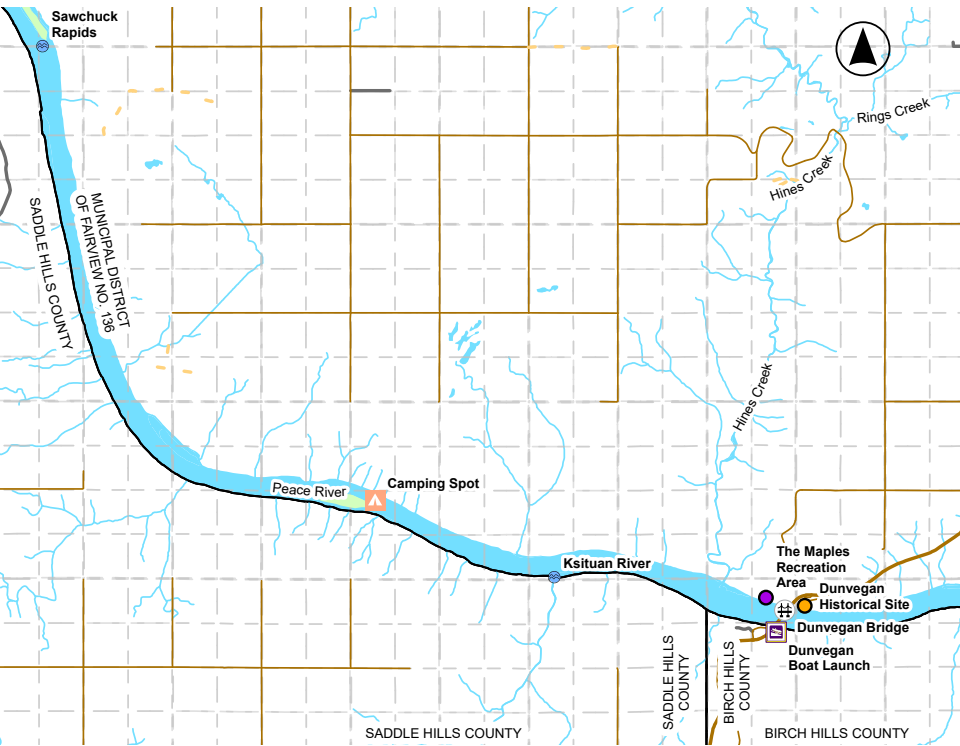 Sawchuck
Rapids
Rings Creek
Hines Creek
MUNICIPAL DISTRICT
OF FAIRVIEW NO. 136
SADDLE HILLS COUNTY
Hines Creek
Peace River
Camping Spot
Ksituan River
The Maples
Recreation
Area
Dunvegan
Historical Site
Dunvegan Bridge
Dunvegan
Boat Launch
SADDLE HILLS
COUNTY
BIRCH HILLS
COUNTY
SADDLE HILLS COUNTY
BIRCH HILLS COUNTY